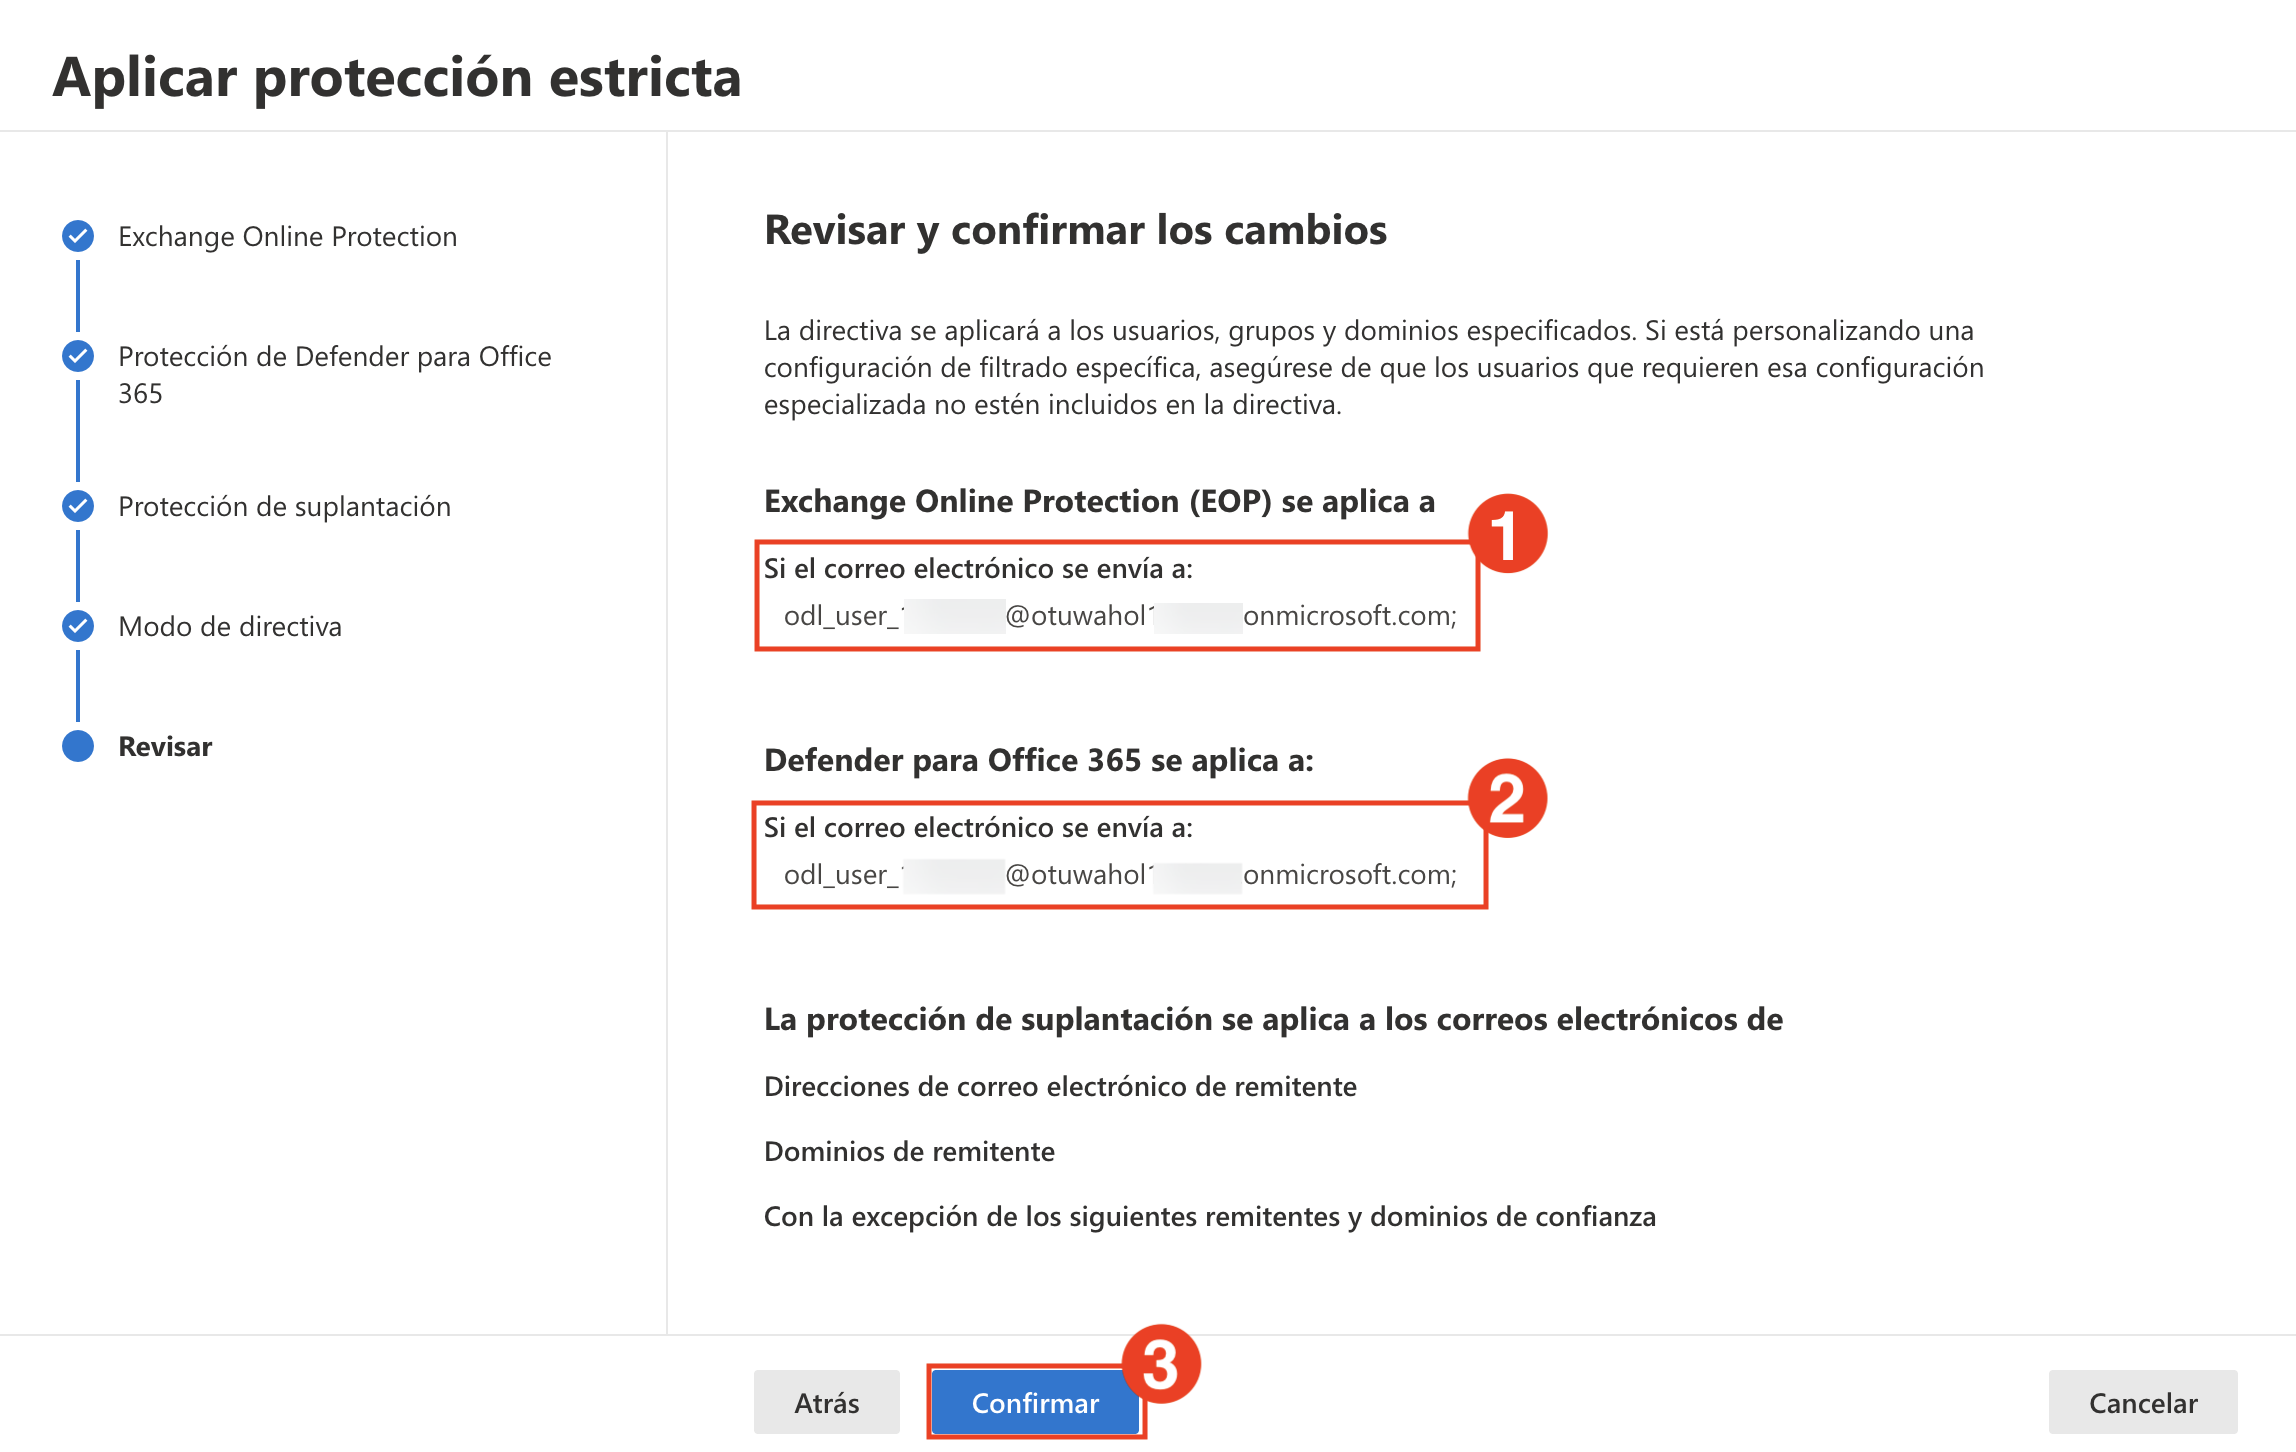 Aplicar protección estricta
Exchange Online Protection
Protección de Defender para Office
365
Protección de suplantación
Modo de directiva
Revisar
Revisar y confirmar los cambios
La directiva se aplicará a los usuarios, grupos y dominios especificados. Si está personalizando una
configuración de filtrado específica, asegúrese de que los usuarios que requieren esa configuración
especializada no estén incluidos en la directiva.
Exchange Online Protection (EOP) se aplica a
1
Si el correo electrónico se envía a:
odl_user_ @otuwahol onmicrosoft.com;
Defender para Office 365 se aplica a:
2
Si el correo electrónico se envía a:
odl_user_ @otuwahol onmicrosoft.com;
La protección de suplantación se aplica a los correos electrónicos de
Direcciones de correo electrónico de remitente
Dominios de remitente
Con la excepción de los siguientes remitentes y dominios de confianza
3
Atrás
Confirmar
Cancelar